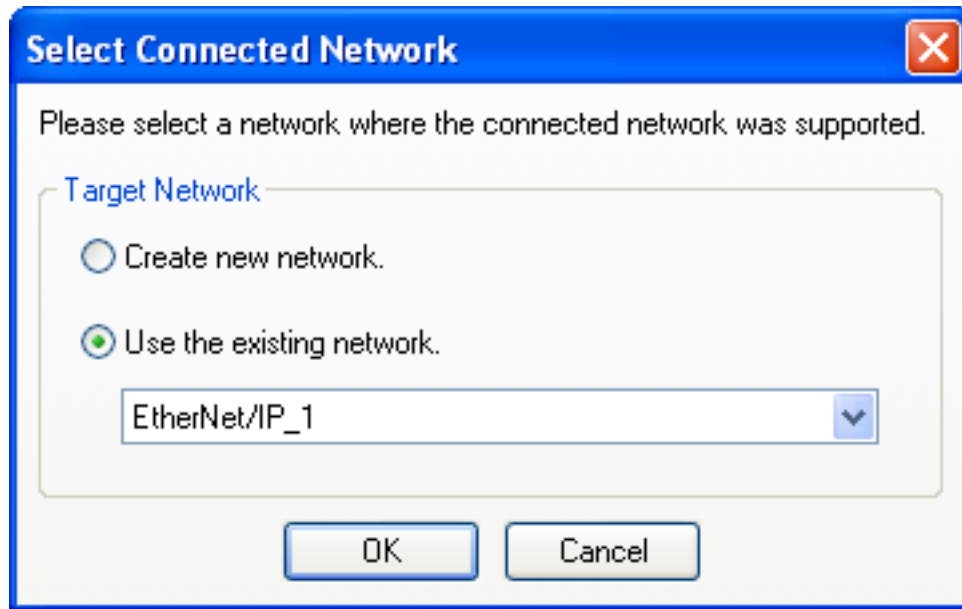 Select Connected Network
Please select a network where the connected network was supported.
Target Network
Create new network.
Use the existing network.
EtherNet/IP_1
OK
Cancel